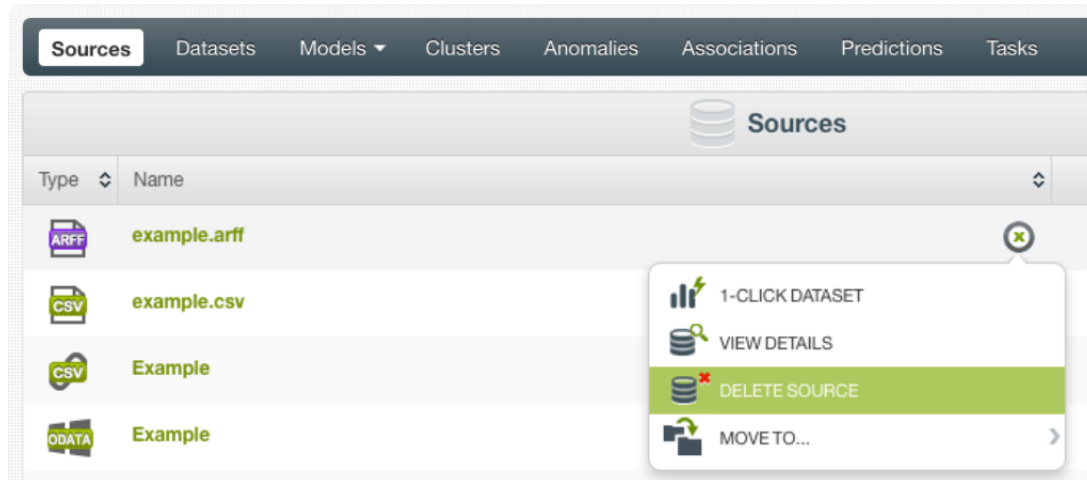 Sources Datasets Models Clusters Anomalies Associations Predictions Tasks
Sources
Type Name
ARFF example.arff
CSV example.csv
1-CLICK DATASET
VIEW DETAILS
CSV Example
DELETE SOURCE
ODATA Example
MOVE TO...